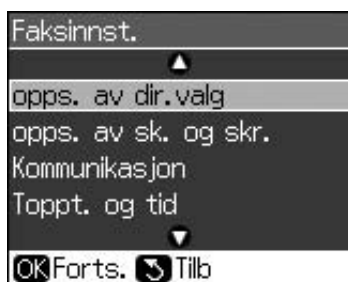 Faksinnst.
opps. av dir.valg
opps. av sk. og skr.
Kommunikasjon
Toppt. og tid
OK Forts. Tilb